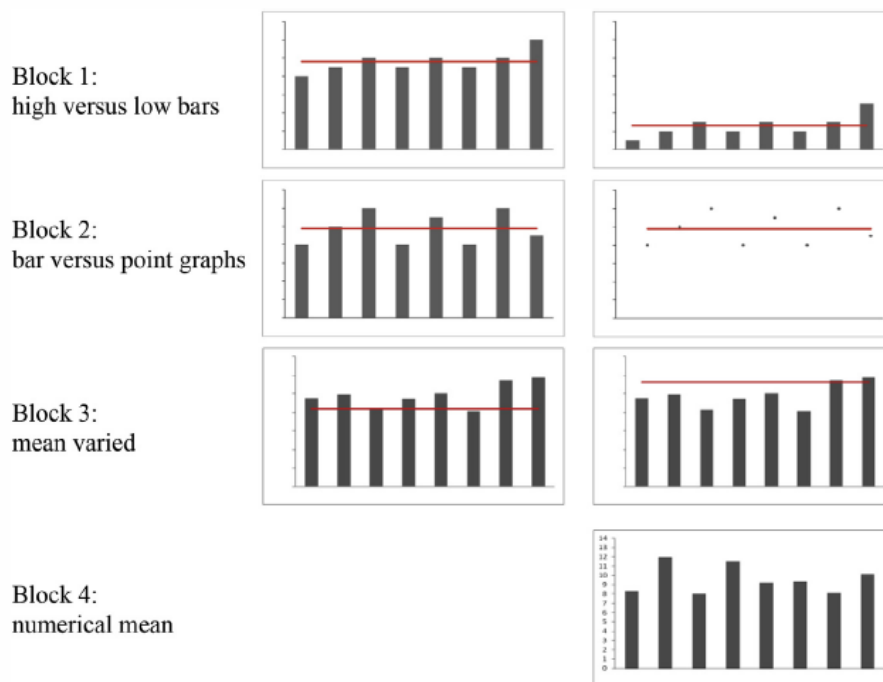 Block 1:
high versus low bars
Block 2:
bar versus point graphs
Block 3:
mean varied
Block 4:
numerical mean
14
13
12
11
10
9
8
7
6
5
4
3
2
1
0